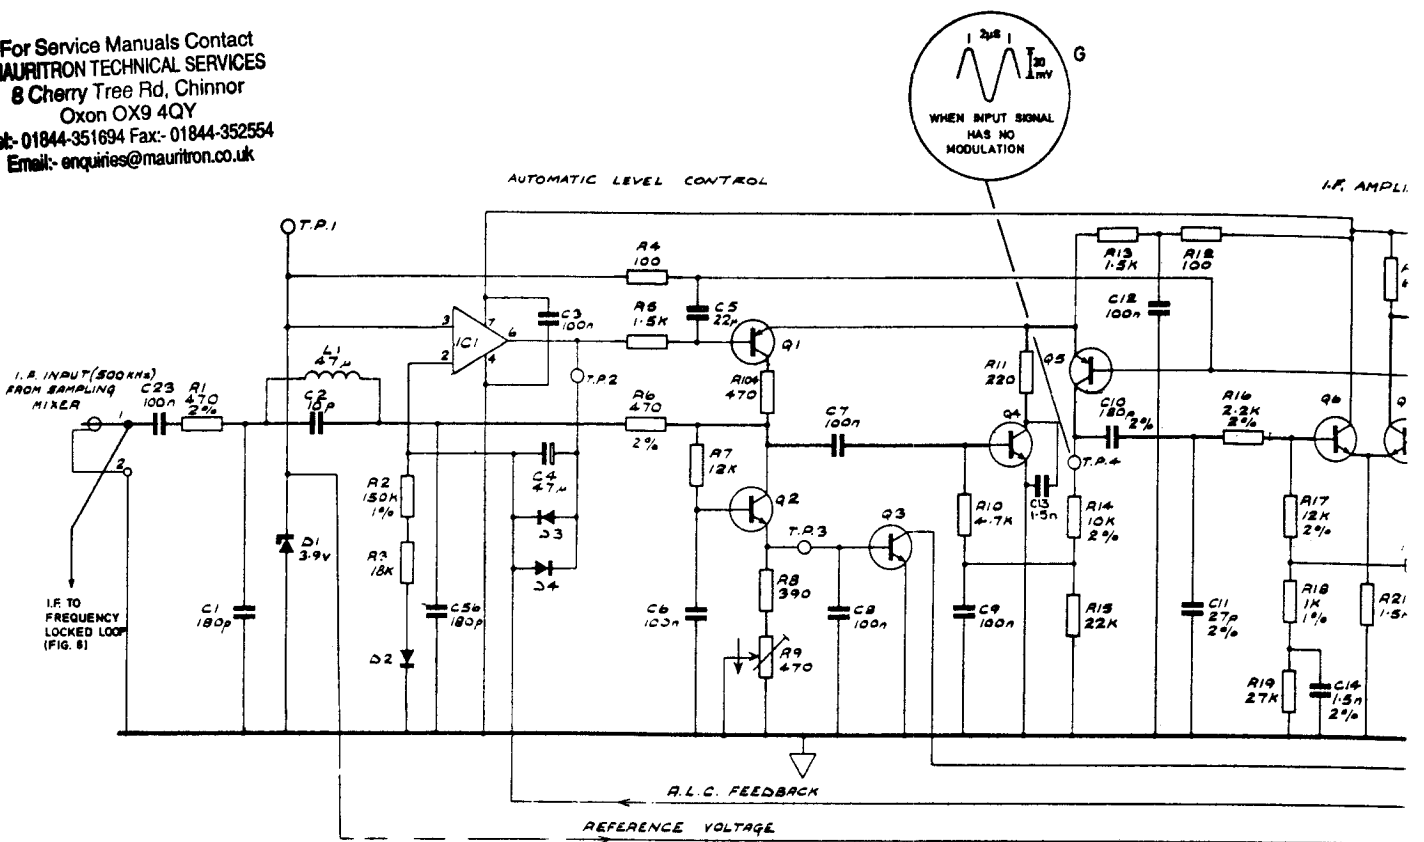 For Service Manuals Contact
MAURITRON TECHNICAL SERVICES
8 Cherry Tree Rd, Chinnor
Oxon OX9 4QY
el:- 01844-351694 Fax:- 01844-352554
Email:- enquiries@mauritron.co.uk
2µS
30
mV
G
WHEN INPUT SIGNAL
HAS NO
MODULATION
AUTOMATIC LEVEL CONTROL
I.F. AMPLI
T.P.1
R4
100
R13
1.5K
R12
100
C12
100n
R5
1.5K
C5
22µ
C3
100n
3
7
6
IC1
2
4
Q1
R11
220
Q5
L1
47µ
T.P.2
I.F. INPUT (500KHz)
FROM SAMPLING
MIXER
C23
100n
R1
470
2%
C2
10p
R6
470
2%
R104
470
C7
100n
Q4
C10
180p
2%
R16
2.2K
2%
Q6
Q
1
2
R7
12K
T.P.4
R2
150K
1%
C4
47µ
Q2
R10
4.7K
C13
1.5n
R14
10K
2%
R17
12K
2%
D1
3.9V
R3
18K
D3
D4
T.P.3
Q3
I.F. TO
FREQUENCY
LOCKED LOOP
(FIG. 6)
C1
180p
C56
180p
C6
100n
R8
390
C8
100n
C9
100n
R15
22K
C11
27p
2%
R18
1K
1%
R21
1.5K
D2
R9
470
R19
27K
C14
1.5n
2%
A.L.C. FEEDBACK
REFERENCE VOLTAGE